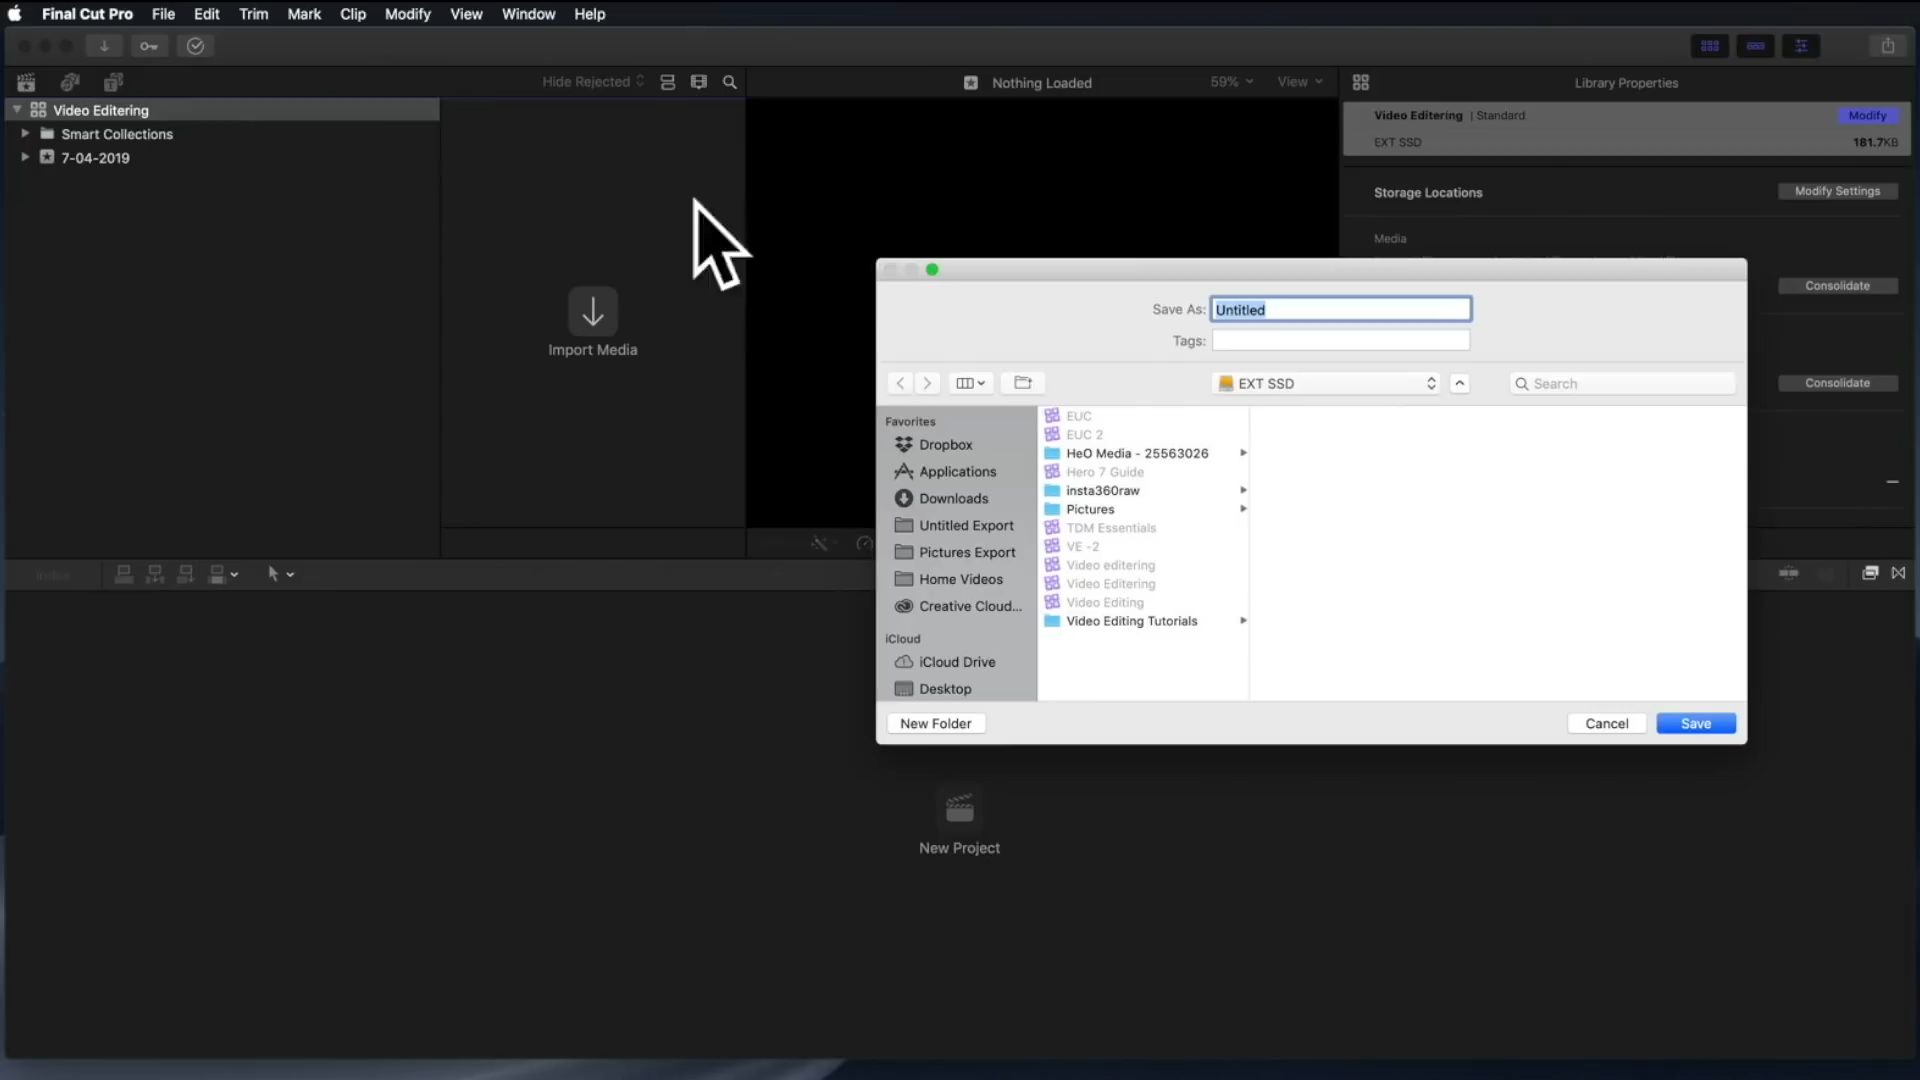 Final Cut Pro File Edit Trim Mark Clip Modify View Window Help
Hide Rejected
Nothing Loaded
59%
View
Library Properties
Video Editering
Smart Collections
7-04-2019
Import Media
Video Editering | Standard
Modify
EXT SSD
181.7KB
Storage Locations
Modify Settings
Media
Consolidate
Consolidate
Save As: Untitled
Tags:
EXT SSD
Search
Favorites
Dropbox
Applications
Downloads
Untitled Export
Pictures Export
Home Videos
Creative Cloud...
iCloud
iCloud Drive
Desktop
EUC
EUC 2
HeO Media - 25563026
Hero 7 Guide
insta360raw
Pictures
TDM Essentials
VE -2
Video editering
Video Editering
Video Editing
Video Editing Tutorials
New Folder
Cancel
Save
Index
New Project